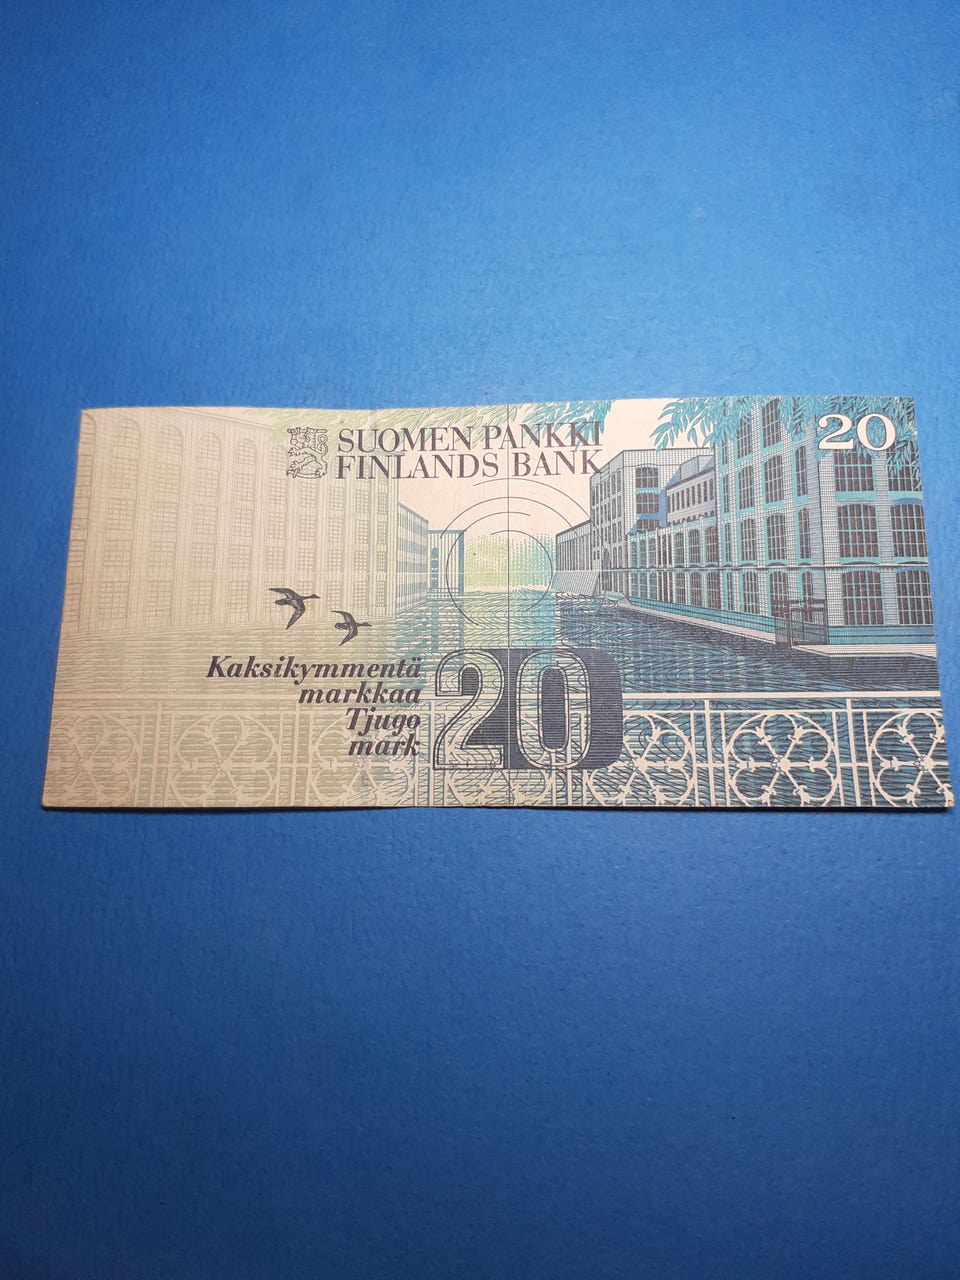 SUOMEN PANKKI
FINLANDS BANK
20
Kaksikymmentä
markkaa
Tjugo
mark
20